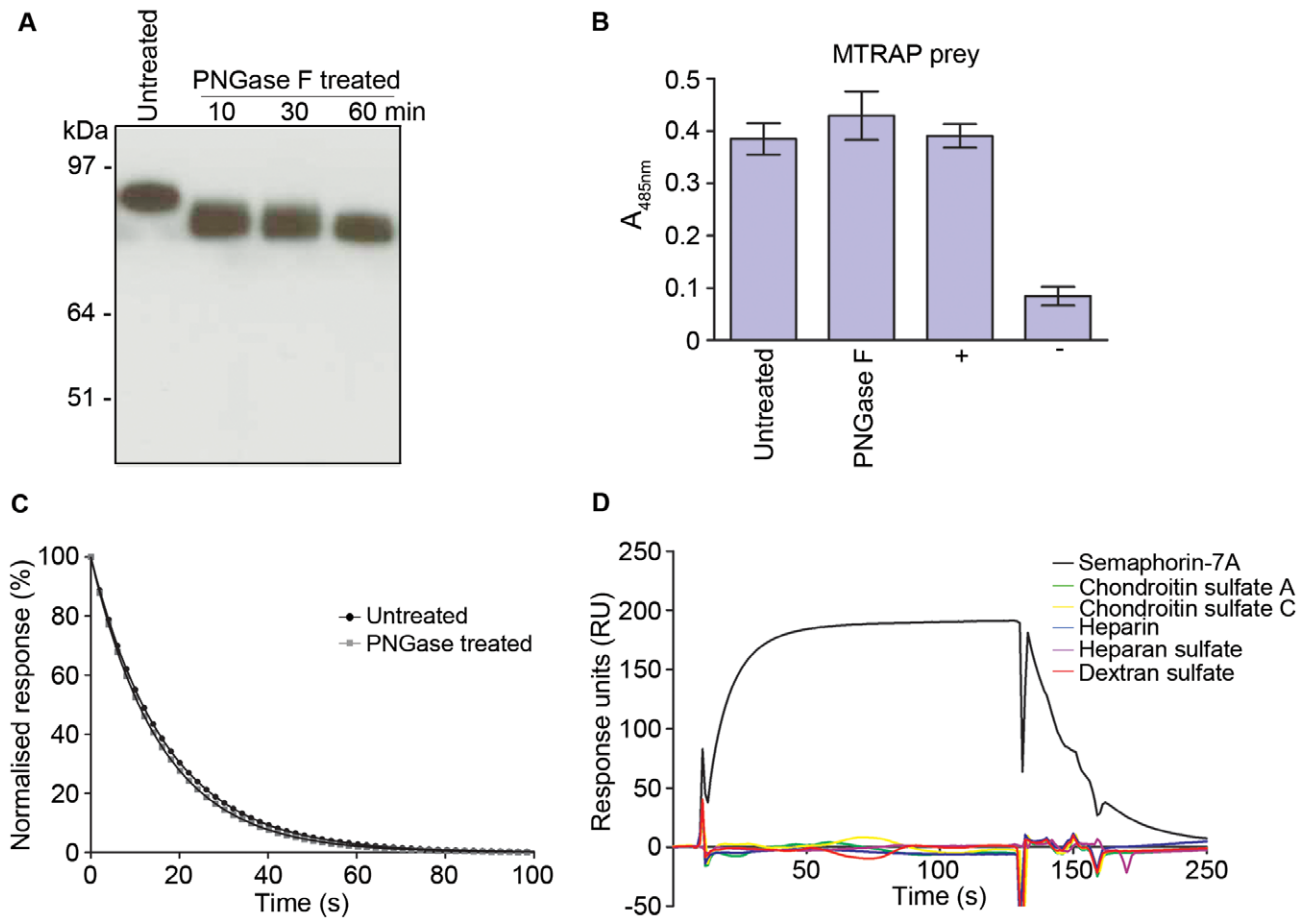 A
Untreated
PNGase F treated
10 30 60 min
kDa
97
64
51
B
MTRAP prey
A485nm
0.5
0.4
0.3
0.2
0.1
0
Untreated
PNGase F
+
-
C
Normalised response (%)
100
80
60
40
20
0
Untreated
PNGase treated
0 20 40 60 80 100
Time (s)
D
Response units (RU)
250
200
150
100
50
0
-50
Semaphorin-7A
Chondroitin sulfate A
Chondroitin sulfate C
Heparin
Heparan sulfate
Dextran sulfate
50 100 150 250
Time (s)